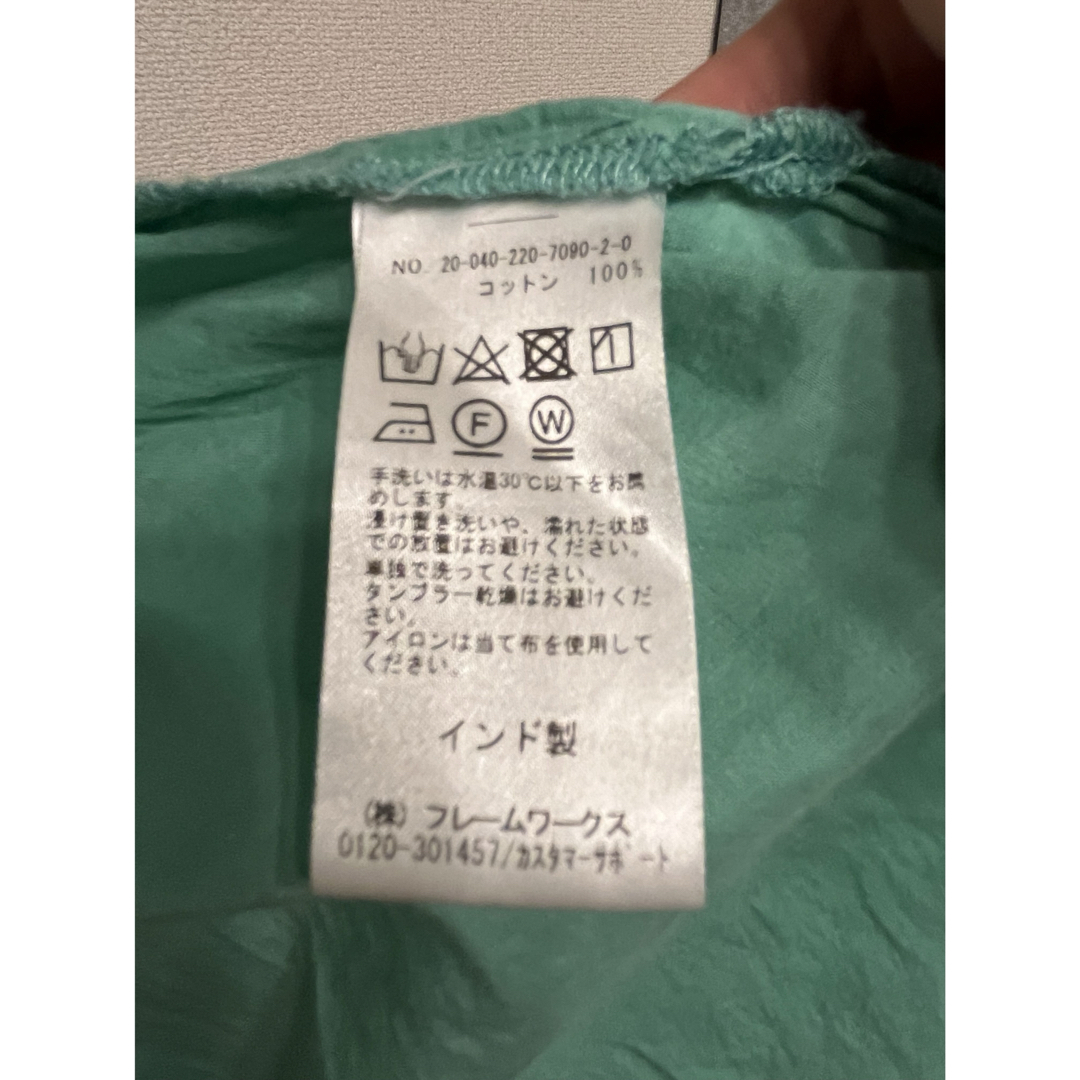 NO. 20-040-220-7090-2-0
コットン 100%
F W
手洗いは水温30℃以下をお薦
めします。
浸け置き洗いや、濡れた状態
での放置はお避けください。
単独で洗ってください。
タンブラー乾燥はお避けくだ
さい。
アイロンは当て布を使用して
ください。
インド製
(株) フレームワークス
0120-301457/カスタマーサポート